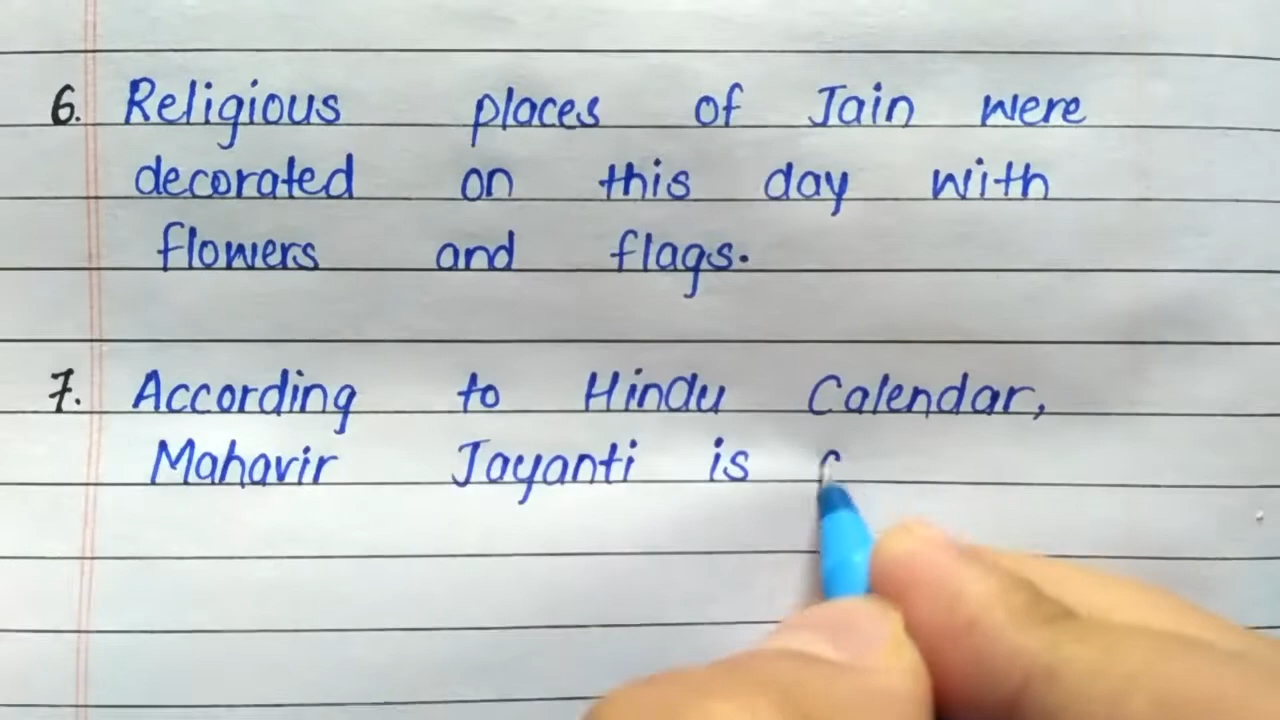 6. Religious places of Jain were
decorated on this day with
flowers and flags.
7. According to Hindu Calendar,
Mahavir Jayanti is